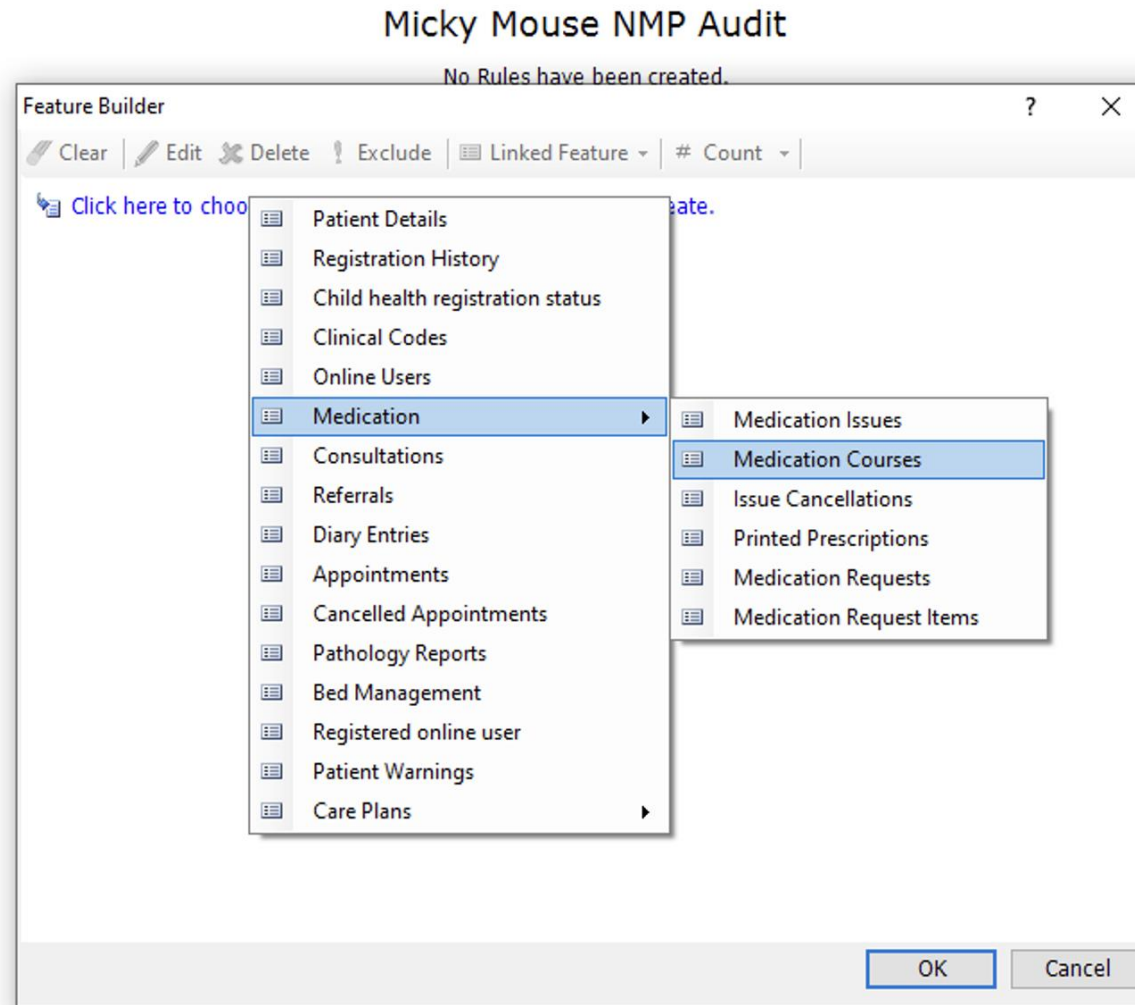 Micky Mouse NMP Audit
No Rules have been created.
Feature Builder ?
Clear Edit Delete Exclude Linked Feature # Count
Click here to choo eate.
Patient Details
Registration History
Child health registration status
Clinical Codes
Online Users
Medication
Consultations
Referrals
Diary Entries
Appointments
Cancelled Appointments
Pathology Reports
Bed Management
Registered online user
Patient Warnings
Care Plans
Medication Issues
Medication Courses
Issue Cancellations
Printed Prescriptions
Medication Requests
Medication Request Items
OK Cancel